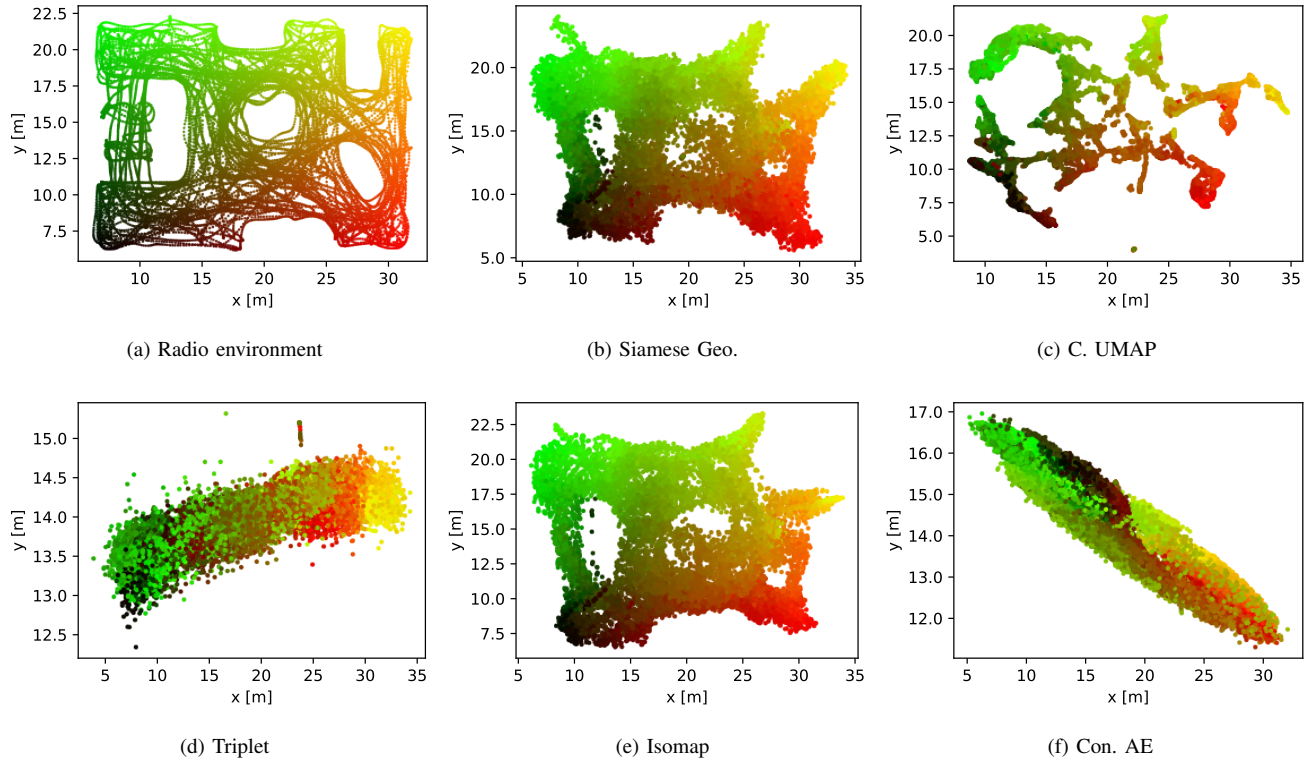 22.5
20.0
17.5
15.0
12.5
10.0
7.5
y [m]
10 15 20 25 30
x [m]
(a) Radio environment
20.0
15.0
10.0
5.0
y [m]
10 15 20 25 30 35
x [m]
(b) Siamese Geo.
20.0
17.5
15.0
12.5
10.0
7.5
5.0
y [m]
10 15 20 25 30 35
x [m]
(c) C. UMAP
15.0
14.5
14.0
13.5
13.0
12.5
y [m]
5 10 15 20 25 30 35
x [m]
(d) Triplet
22.5
20.0
17.5
15.0
12.5
10.0
7.5
y [m]
10 15 20 25 30 35
x [m]
(e) Isomap
17.0
16.0
15.0
14.0
13.0
12.0
y [m]
5 10 15 20 25 30
x [m]
(f) Con. AE